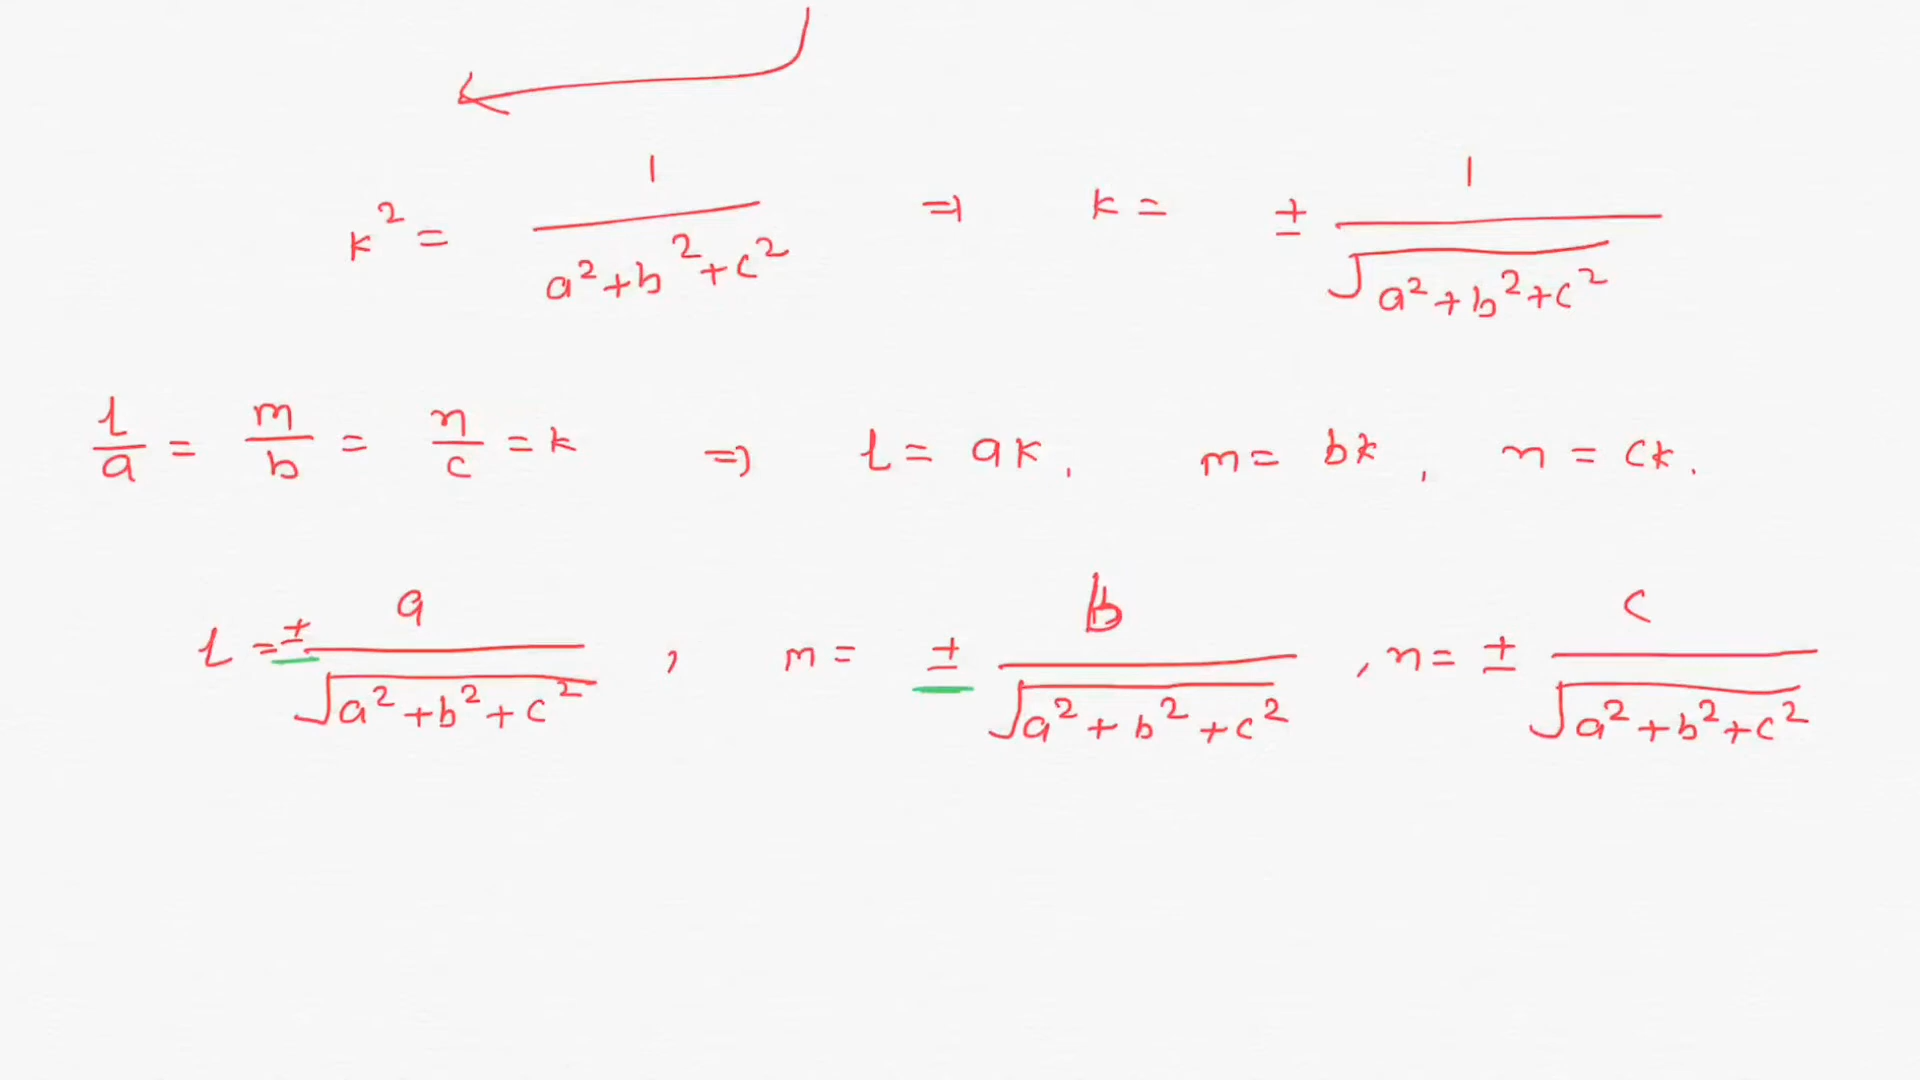 k² = 1/(a²+b²+c²) ⇒ k = ± 1/√(a²+b²+c²)
l/a = m/b = n/c = k ⇒ l = ak, m = bk, n = ck.
l = ± a/√(a²+b²+c²), m = ± b/√(a²+b²+c²), n = ± c/√(a²+b²+c²)